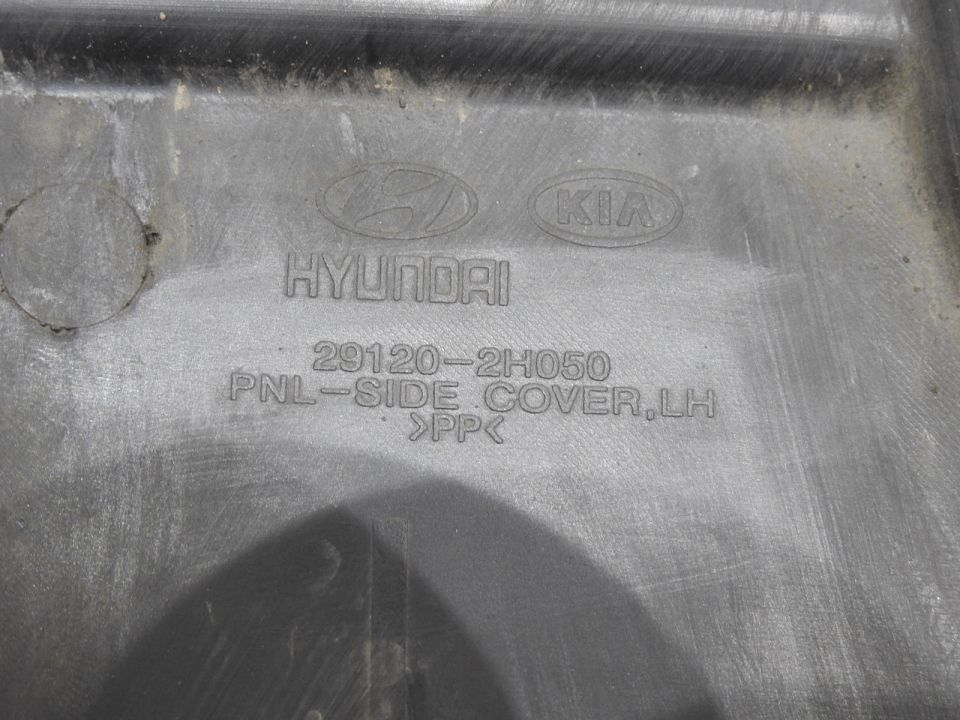 KIA
HYUNDAI
29120-2H050
PNL-SIDE COVER,LH
>PP<